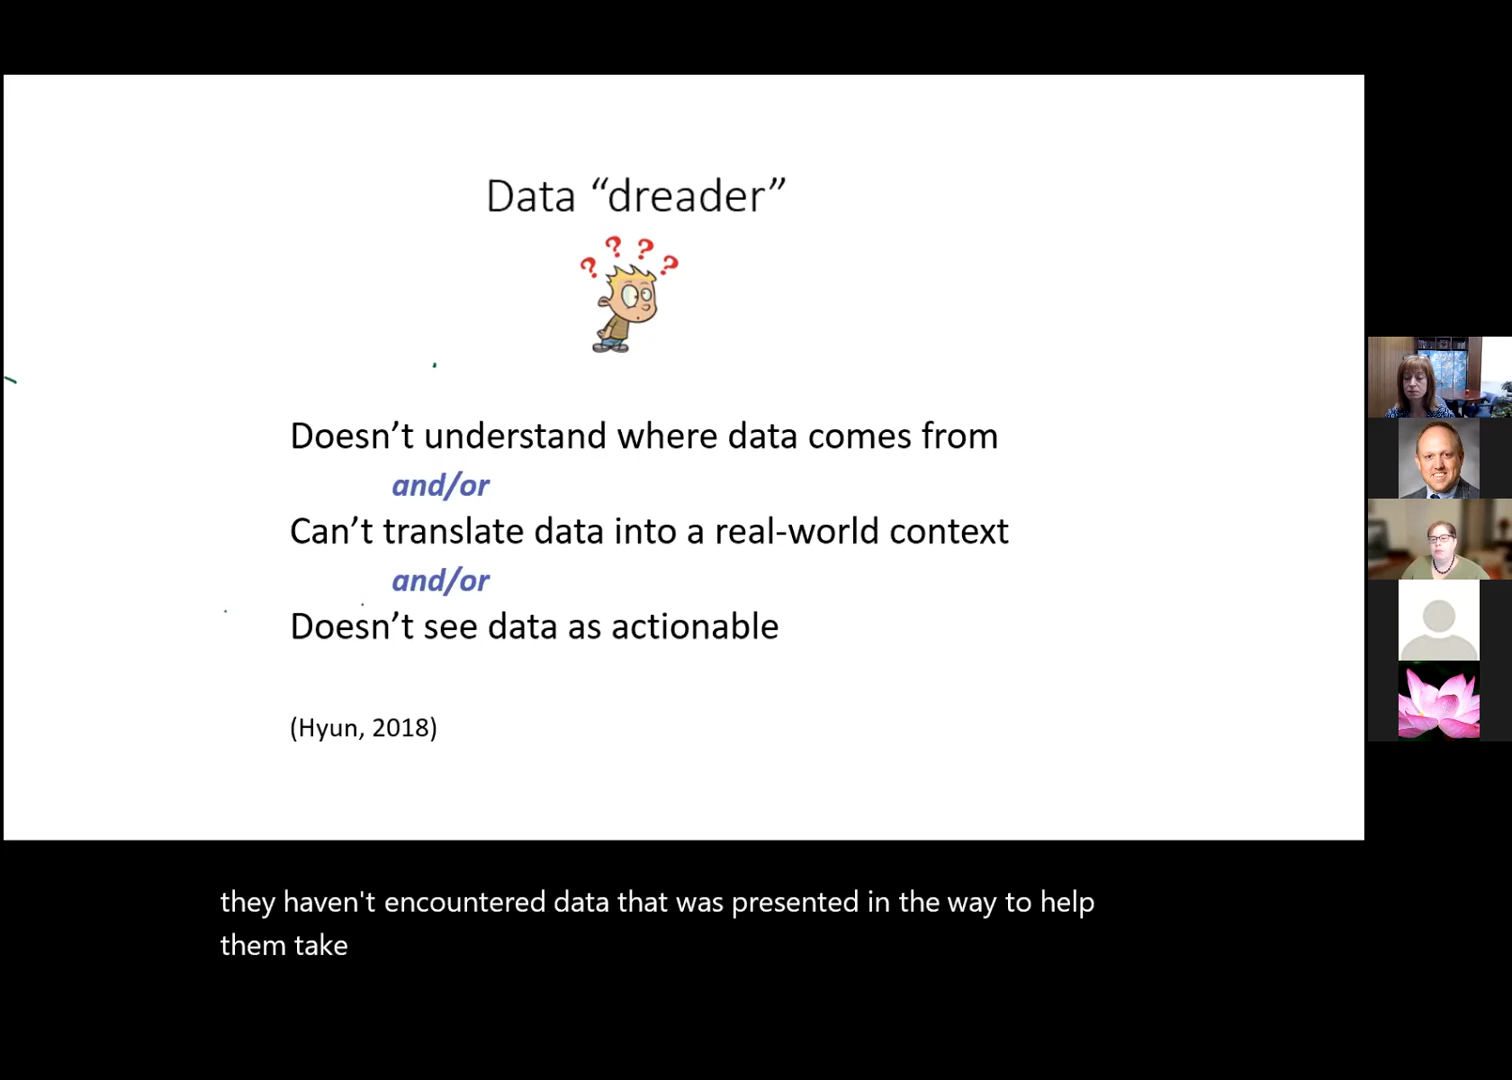 Data “dreader”
? ? ? ?
Doesn’t understand where data comes from
and/or
Can’t translate data into a real-world context
and/or
Doesn’t see data as actionable
(Hyun, 2018)
they haven't encountered data that was presented in the way to help
them take